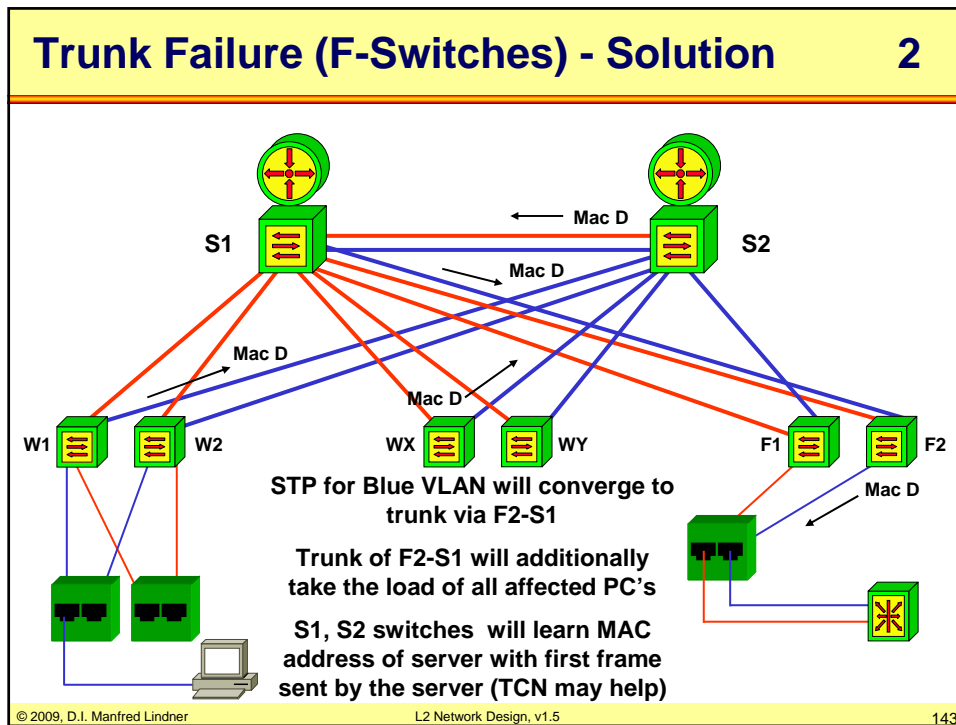 Trunk Failure (F-Switches) - Solution 2
Mac D
S1
S2
Mac D
Mac D
Mac D
W1
W2
WX
WY
F1
F2
STP for Blue VLAN will converge to
trunk via F2-S1
Mac D
Trunk of F2-S1 will additionally
take the load of all affected PC's
S1, S2 switches will learn MAC
address of server with first frame
sent by the server (TCN may help)
© 2009, D.I. Manfred Lindner
L2 Network Design, v1.5
143